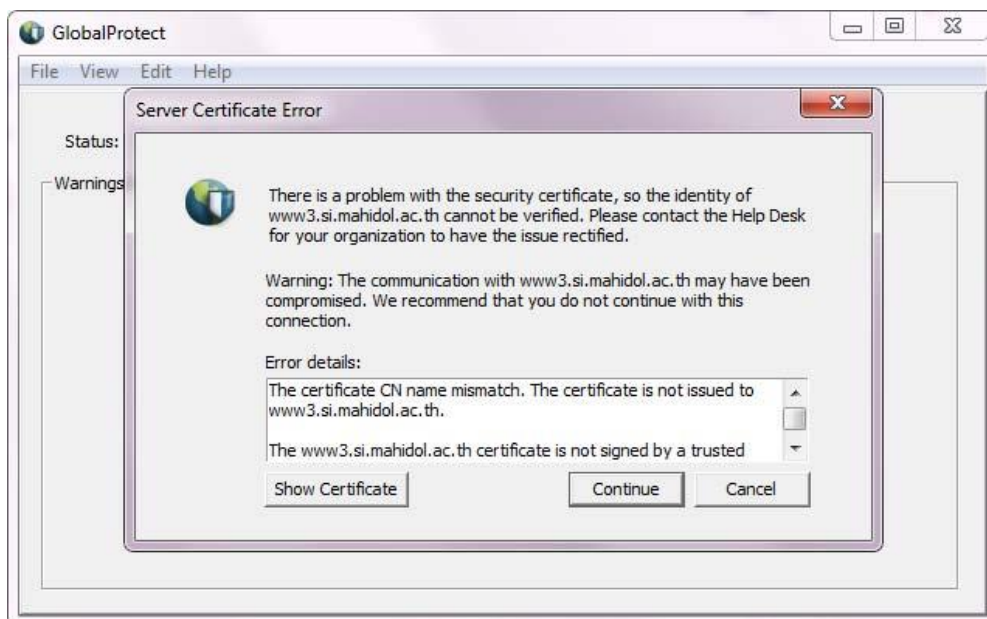 GlobalProtect
File View Edit Help
Server Certificate Error
Status:
Warnings
There is a problem with the security certificate, so the identity of
www3.si.mahidol.ac.th cannot be verified. Please contact the Help Desk
for your organization to have the issue rectified.
Warning: The communication with www3.si.mahidol.ac.th may have been
compromised. We recommend that you do not continue with this
connection.
Error details:
The certificate CN name mismatch. The certificate is not issued to
www3.si.mahidol.ac.th.
The www3.si.mahidol.ac.th certificate is not signed by a trusted
Show Certificate Continue Cancel